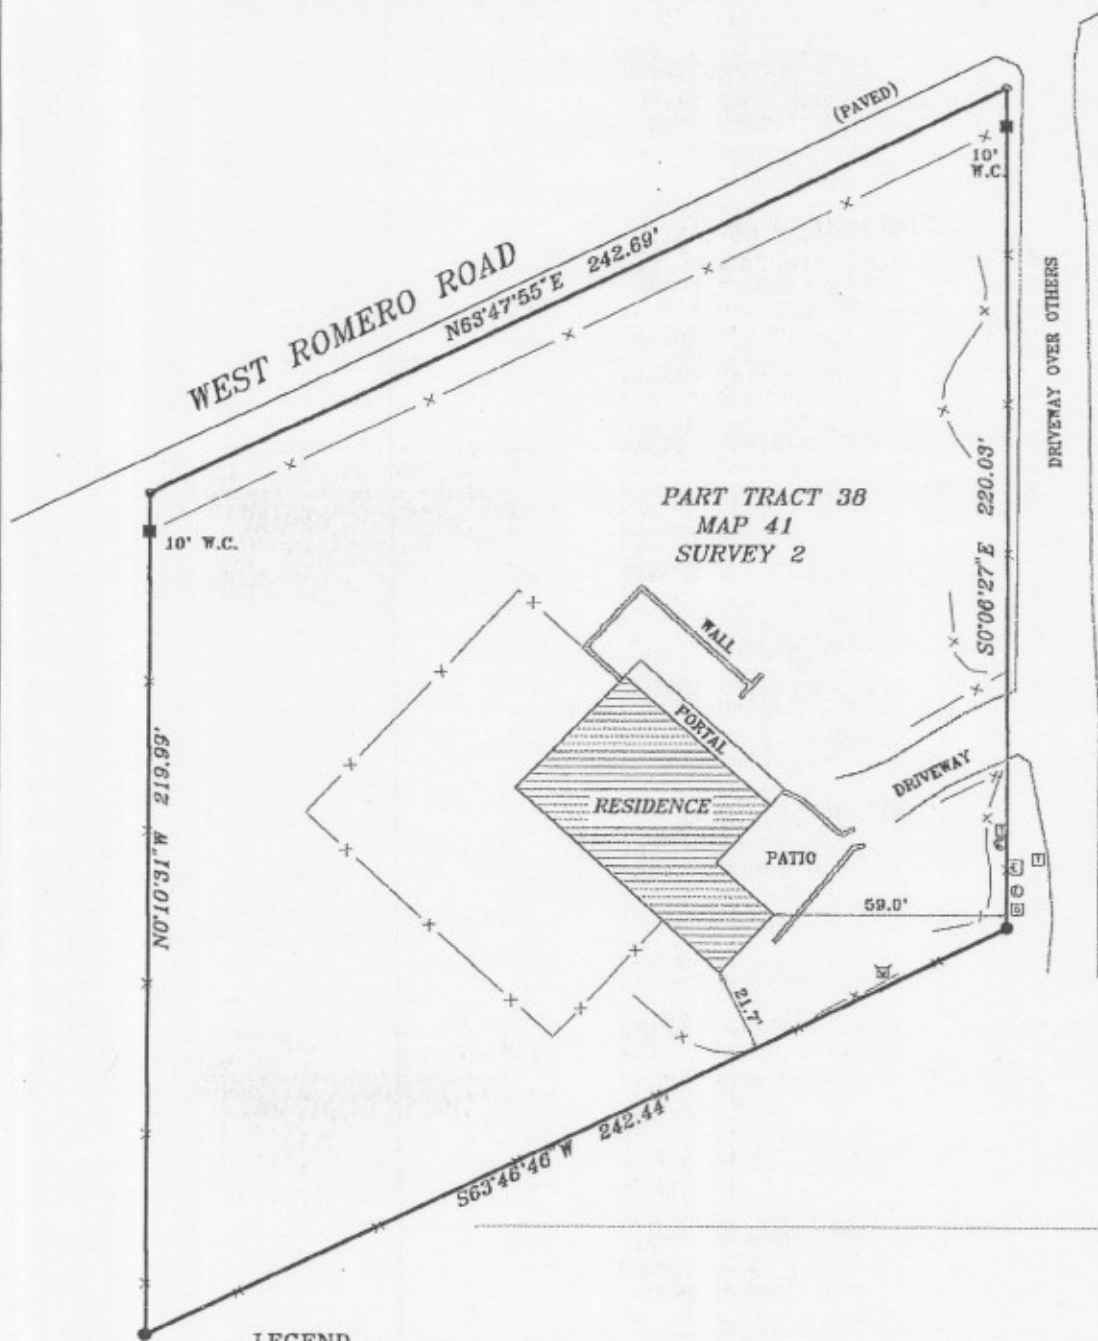 (PAVED)
10'
W.C.
WEST ROMERO ROAD
N63°47'55"E 242.69'
DRIVEWAY OVER OTHERS
PART TRACT 38
MAP 41
SURVEY 2
10' W.C.
S0°06'27"E 220.03'
WALL
PORTAL
N0°10'31"W 219.99'
RESIDENCE
DRIVEWAY
PATIO
T
59.0'
21.7'
S63°46'46"W 242.44'
LEGEND